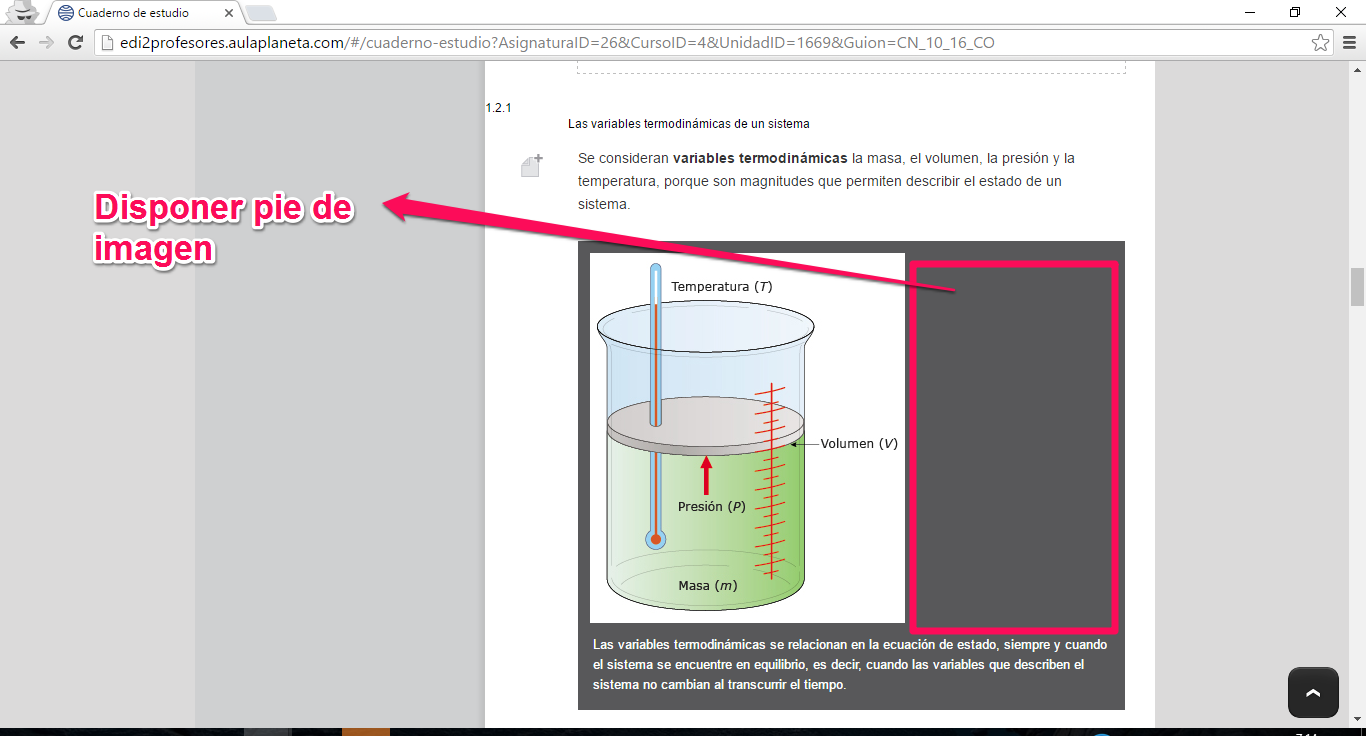 Cuaderno de estudio
edi2profesores.aulaplaneta.com/#/cuaderno-estudio?AsignaturaID=26&CursoID=4&UnidadID=1669&Guion=CN_10_16_CO
1.2.1
Las variables termodinámicas de un sistema
Se consideran variables termodinámicas la masa, el volumen, la presión y la
temperatura, porque son magnitudes que permiten describir el estado de un
sistema.
Disponer pie de
imagen
Temperatura (T)
Volumen (V)
Presión (P)
Masa (m)
Las variables termodinámicas se relacionan en la ecuación de estado, siempre y cuando
el sistema se encuentre en equilibrio, es decir, cuando las variables que describen el
sistema no cambian al transcurrir el tiempo.